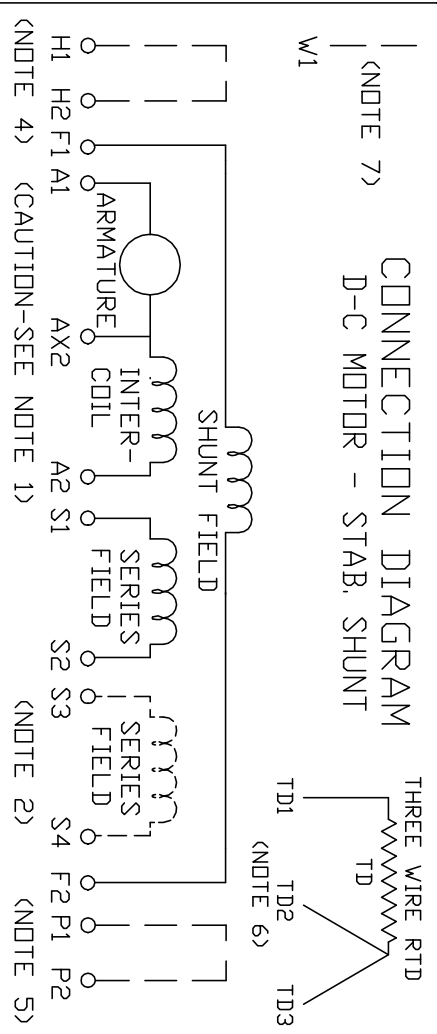 CONNECTION DIAGRAM
D-C MOTOR - STAB. SHUNT
W1
(NOTE 7)
THREE WIRE RTD
TD
TD1
TD2
TD3
(NOTE 6)
SHUNT FIELD
ARMATURE
INTER-
COIL
SERIES
FIELD
SERIES
FIELD
H1 H2 F1 A1 AX2 A2 S1 S2 S3 S4 F2 P1 P2
(NOTE 4) (CAUTION-SEE NOTE 1) (NOTE 2) (NOTE 5)